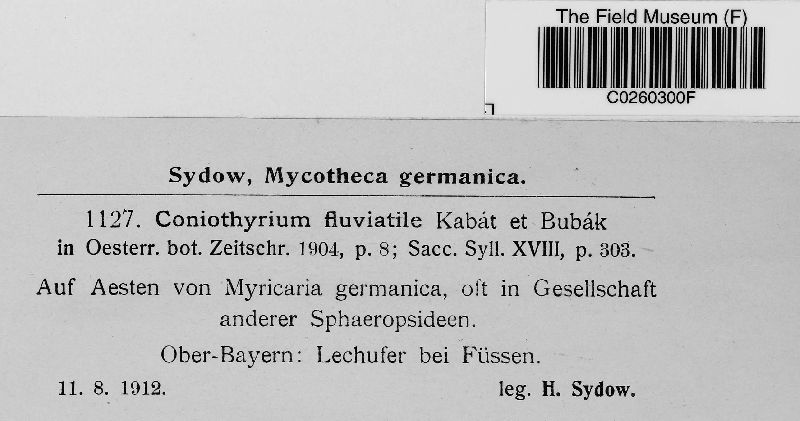 The Field Museum (F)
C0260300F
Sydow, Mycotheca germanica.
1127. Coniothyrium fluviatile Kabát et Bubák
in Oesterr. bot. Zeitschr. 1904, p. 8; Sacc. Syll. XVIII, p. 303.
Auf Aesten von Myricaria germanica, oft in Gesellschaft
anderer Sphaeropsideen.
Ober-Bayern: Lechufer bei Füssen.
11. 8. 1912. leg. H. Sydow.